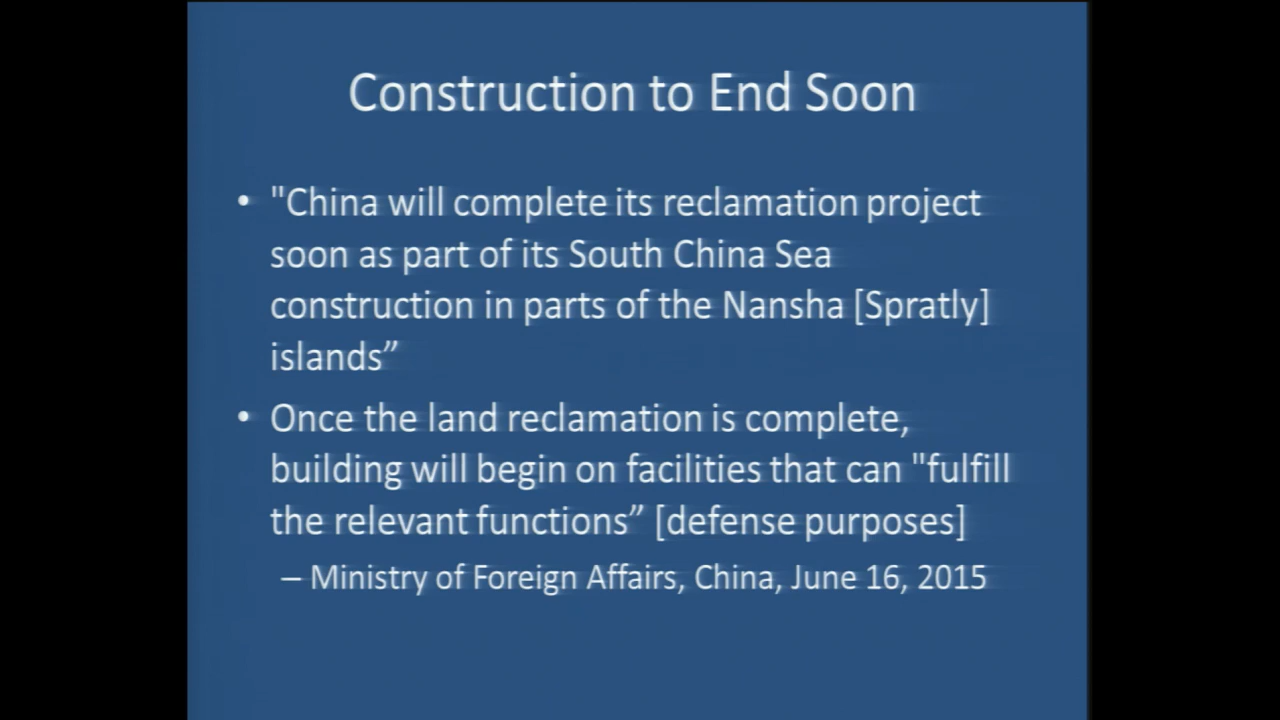 Construction to End Soon
• "China will complete its reclamation project
soon as part of its South China Sea
construction in parts of the Nansha [Spratly]
islands”
• Once the land reclamation is complete,
building will begin on facilities that can "fulfill
the relevant functions” [defense purposes]
– Ministry of Foreign Affairs, China, June 16, 2015